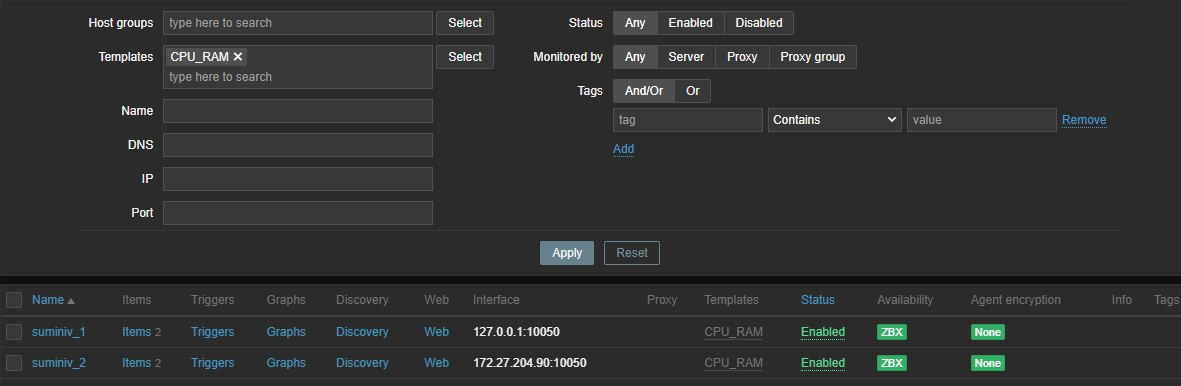 Host groups type here to search Select Status Any Enabled Disabled
Templates CPU_RAM × Select Monitored by Any Server Proxy Proxy group
type here to search
Tags And/Or Or
Name tag Contains value Remove
DNS Add
IP
Port
Apply Reset
Name Items Triggers Graphs Discovery Web Interface Proxy Templates Status Availability Agent encryption Info Tags
suminiv_1 Items 2 Triggers Graphs Discovery Web 127.0.0.1:10050 CPU_RAM Enabled ZBX None
suminiv_2 Items 2 Triggers Graphs Discovery Web 172.27.204.90:10050 CPU_RAM Enabled ZBX None